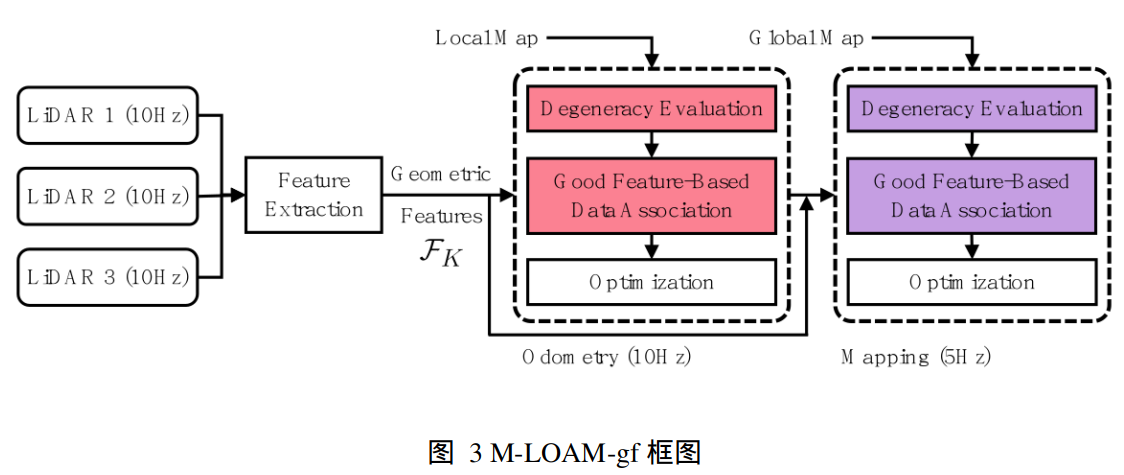 Local Map
Global Map
LiDAR 1 (10Hz)
LiDAR 2 (10Hz)
LiDAR 3 (10Hz)
Feature
Extraction
Geometric
Features
𝓕_K
Degeneracy Evaluation
Good Feature-Based
Data Association
Optimization
Odometry (10Hz)
Degeneracy Evaluation
Good Feature-Based
Data Association
Optimization
Mapping (5Hz)
图 3 M-LOAM-gf 框图